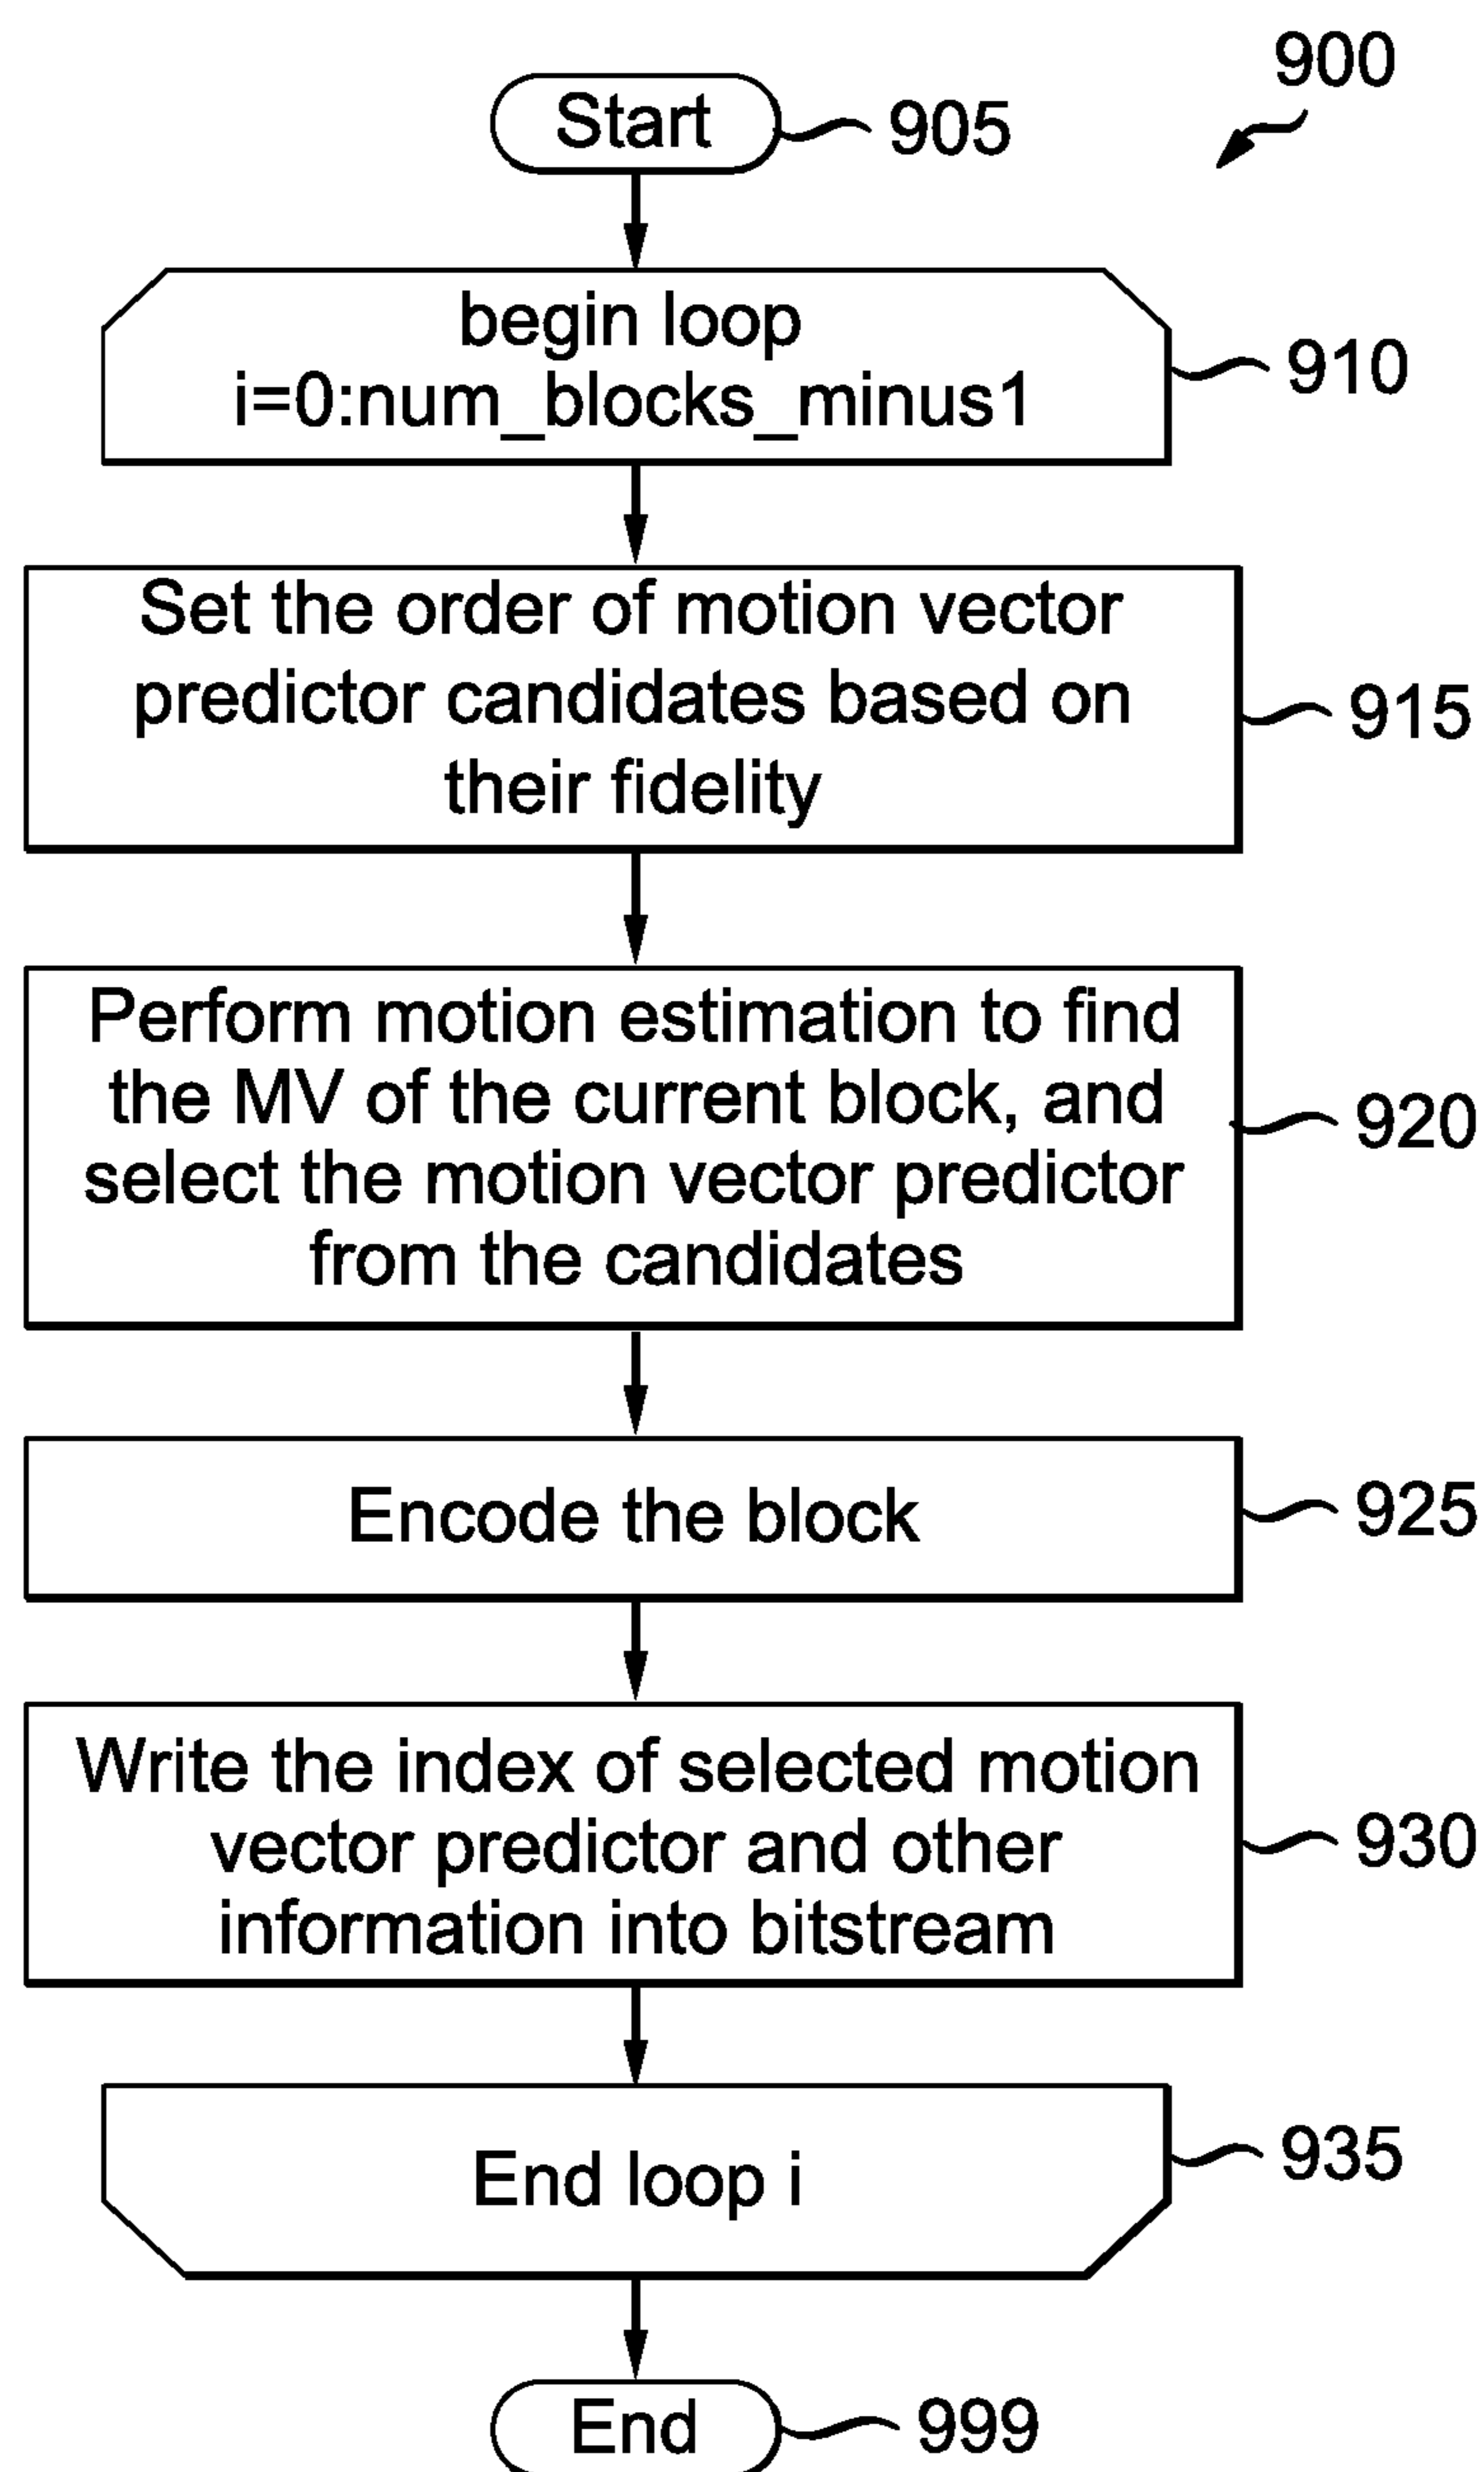 900
Start
905
begin loop
i=0:num_blocks_minus1
910
Set the order of motion vector
predictor candidates based on
their fidelity
915
Perform motion estimation to find
the MV of the current block, and
select the motion vector predictor
from the candidates
920
Encode the block
925
Write the index of selected motion
vector predictor and other
information into bitstream
930
End loop i
935
End
999